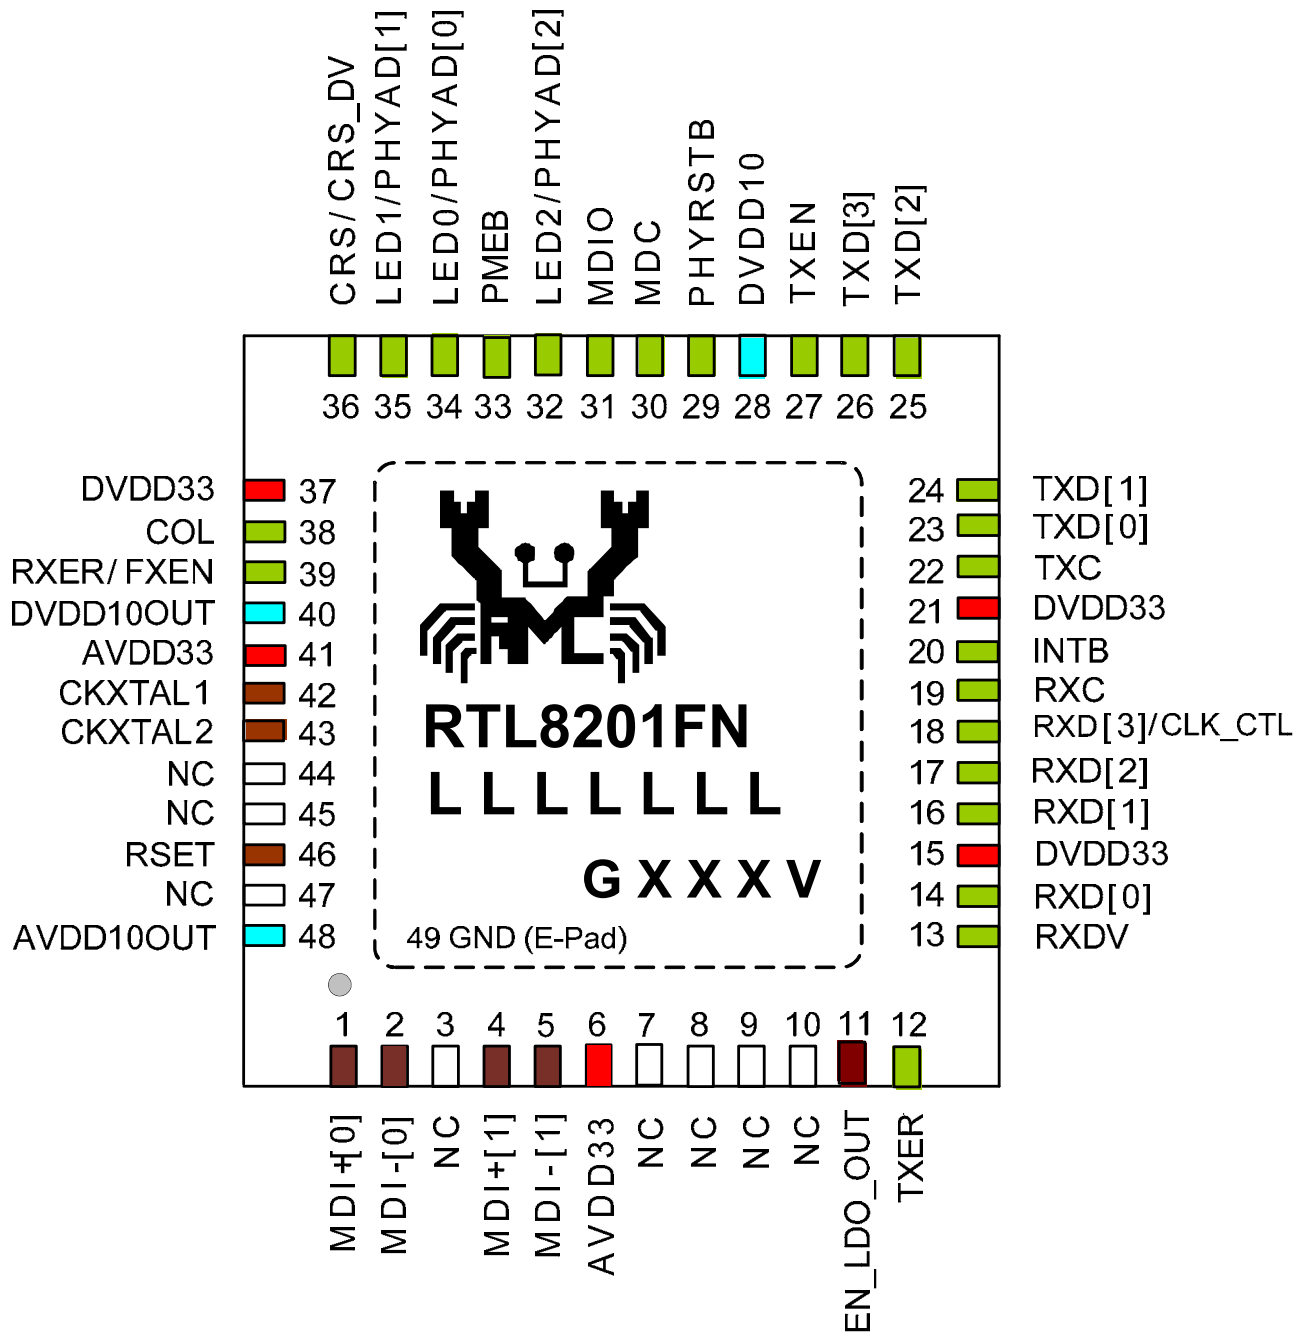 CRS/CRS_DV
LED1/PHYAD[1]
LED0/PHYAD[0]
PMEB
LED2/PHYAD[2]
MDIO
MDC
PHYRSTB
DVDD10
TXEN
TXD[3]
TXD[2]
36 35 34 33 32 31 30 29 28 27 26 25
DVDD33 37
COL 38
RXER/FXEN 39
DVDD10OUT 40
AVDD33 41
CKXTAL1 42
CKXTAL2 43
NC 44
NC 45
RSET 46
NC 47
AVDD10OUT 48
RTL8201FN
LLLLLLL
GXXXV
49 GND (E-Pad)
24 TXD[1]
23 TXD[0]
22 TXC
21 DVDD33
20 INTB
19 RXC
18 RXD[3]/CLK_CTL
17 RXD[2]
16 RXD[1]
15 DVDD33
14 RXD[0]
13 RXDV
1 2 3 4 5 6 7 8 9 10 11 12
MDI+[0]
MDI-[0]
NC
MDI+[1]
MDI-[1]
AVDD33
NC
NC
NC
NC
EN_LDO_OUT
TXER